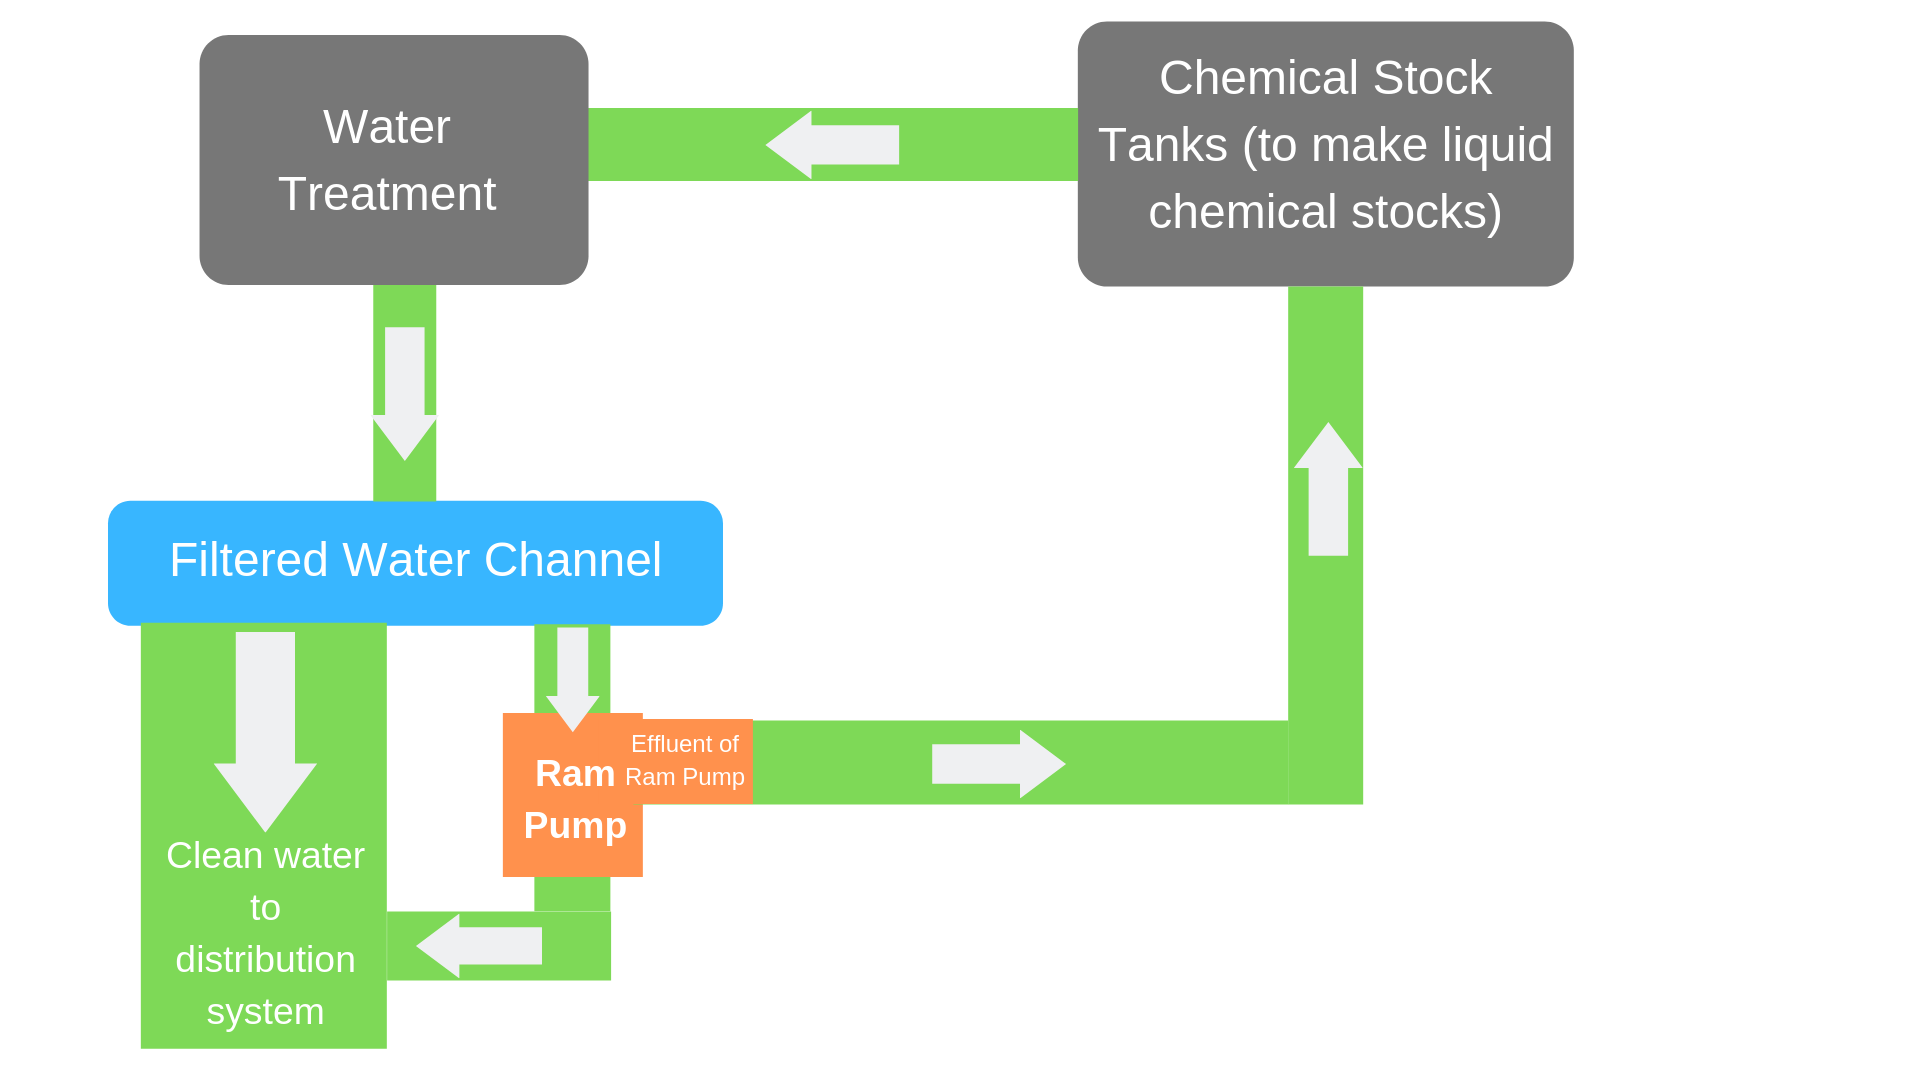 Water
Treatment
Chemical Stock
Tanks (to make liquid
chemical stocks)
Filtered Water Channel
Effluent of
Ram Pump
Ram
Pump
Clean water
to
distribution
system